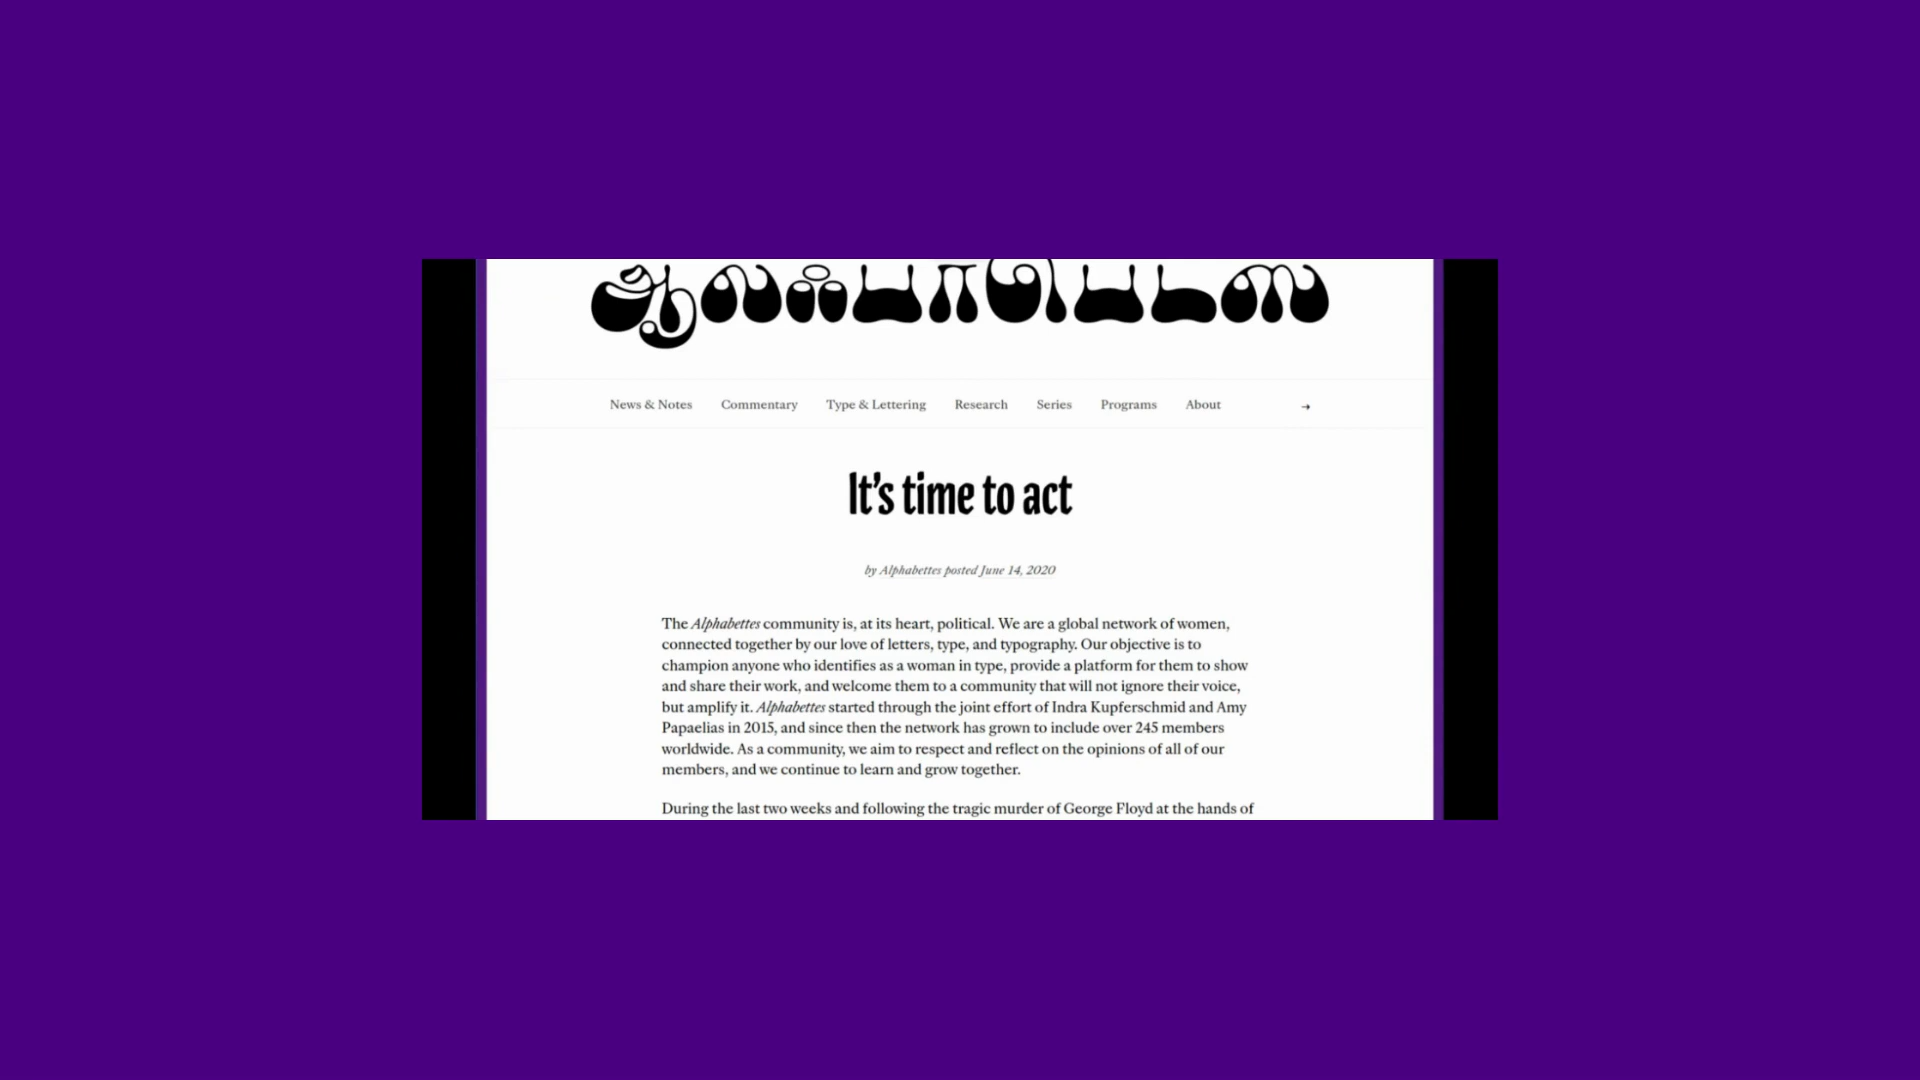 News & Notes Commentary Type & Lettering Research Series Programs About →
It's time to act
by Alphabettes posted June 14, 2020
The Alphabettes community is, at its heart, political. We are a global network of women,
connected together by our love of letters, type, and typography. Our objective is to
champion anyone who identifies as a woman in type, provide a platform for them to show
and share their work, and welcome them to a community that will not ignore their voice,
but amplify it. Alphabettes started through the joint effort of Indra Kupferschmid and Amy
Papaelias in 2015, and since then the network has grown to include over 245 members
worldwide. As a community, we aim to respect and reflect on the opinions of all of our
members, and we continue to learn and grow together.
During the last two weeks and following the tragic murder of George Floyd at the hands of